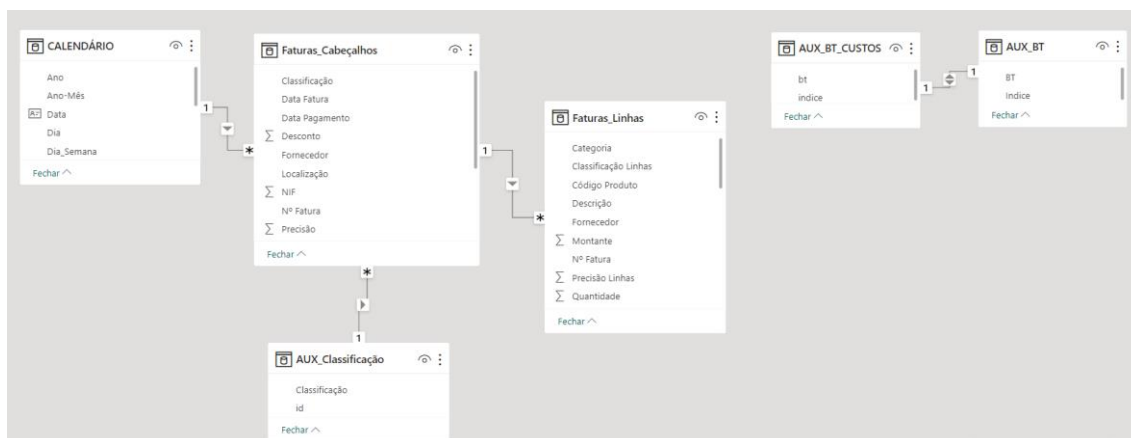 CALENDÁRIO
Ano
Ano-Mês
Data
Dia
Dia_Semana
Fechar
1
*
Faturas_Cabeçalhos
Classificação
Data Fatura
Data Pagamento
Σ Desconto
Fornecedor
Localização
Σ NIF
Nº Fatura
Σ Precisão
Fechar
1
*
*
1
Faturas_Linhas
Categoria
Classificação Linhas
Código Produto
Descrição
Fornecedor
Σ Montante
Nº Fatura
Σ Precisão Linhas
Σ Quantidade
Fechar
AUX_Classificação
Classificação
id
Fechar
AUX_BT_CUSTOS
bt
indice
Fechar
1
1
AUX_BT
BT
Indice
Fechar